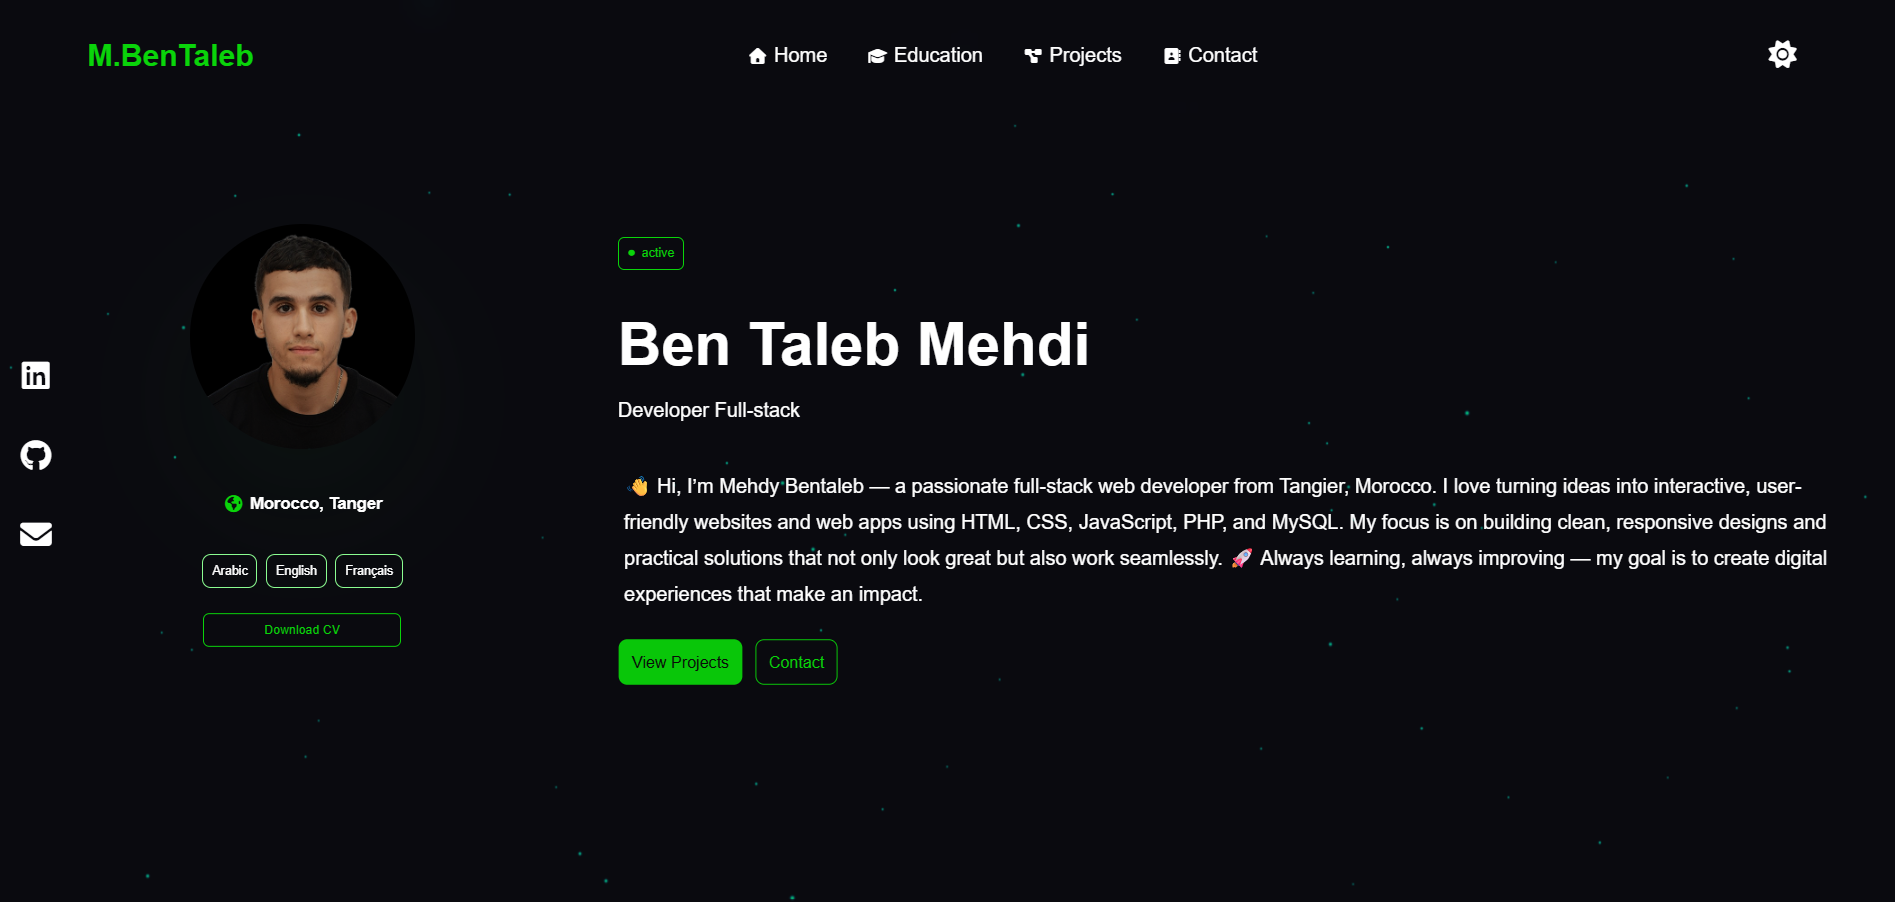 M.BenTaleb
Home Education Projects Contact
active
Ben Taleb Mehdi
Developer Full-stack
👋 Hi, I’m Mehdy Bentaleb — a passionate full-stack web developer from Tangier, Morocco. I love turning ideas into interactive, user-
friendly websites and web apps using HTML, CSS, JavaScript, PHP, and MySQL. My focus is on building clean, responsive designs and
practical solutions that not only look great but also work seamlessly. 🚀 Always learning, always improving — my goal is to create digital
experiences that make an impact.
View Projects Contact
Morocco, Tanger
Arabic English Français
Download CV